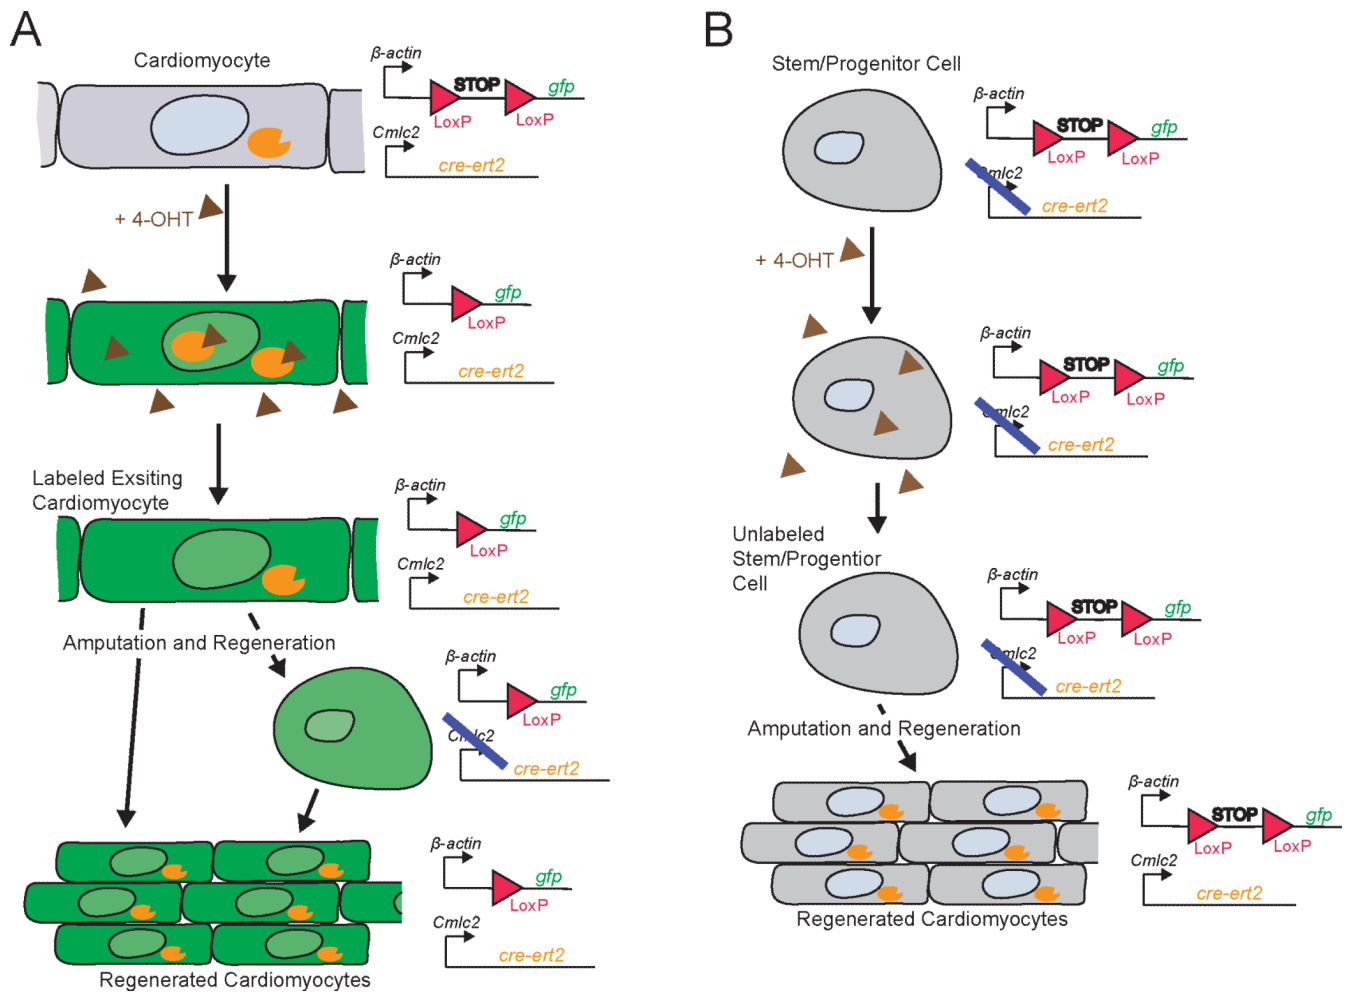 A
Cardiomyocyte
β-actin
STOP
gfp
LoxP
LoxP
Cmlc2
cre-ert2
+ 4-OHT
β-actin
gfp
LoxP
Cmlc2
cre-ert2
Labeled Exsiting
Cardiomyocyte
β-actin
gfp
LoxP
Cmlc2
cre-ert2
Amputation and Regeneration
β-actin
gfp
LoxP
Cmlc2
cre-ert2
β-actin
gfp
LoxP
Cmlc2
cre-ert2
Regenerated Cardiomyocytes
B
Stem/Progenitor Cell
β-actin
STOP
gfp
LoxP
LoxP
Cmlc2
cre-ert2
+ 4-OHT
β-actin
STOP
gfp
LoxP
LoxP
Cmlc2
cre-ert2
Unlabeled
Stem/Progentior
Cell
β-actin
STOP
gfp
LoxP
LoxP
Cmlc2
cre-ert2
Amputation and Regeneration
β-actin
STOP
gfp
LoxP
LoxP
Cmlc2
cre-ert2
Regenerated Cardiomyocytes